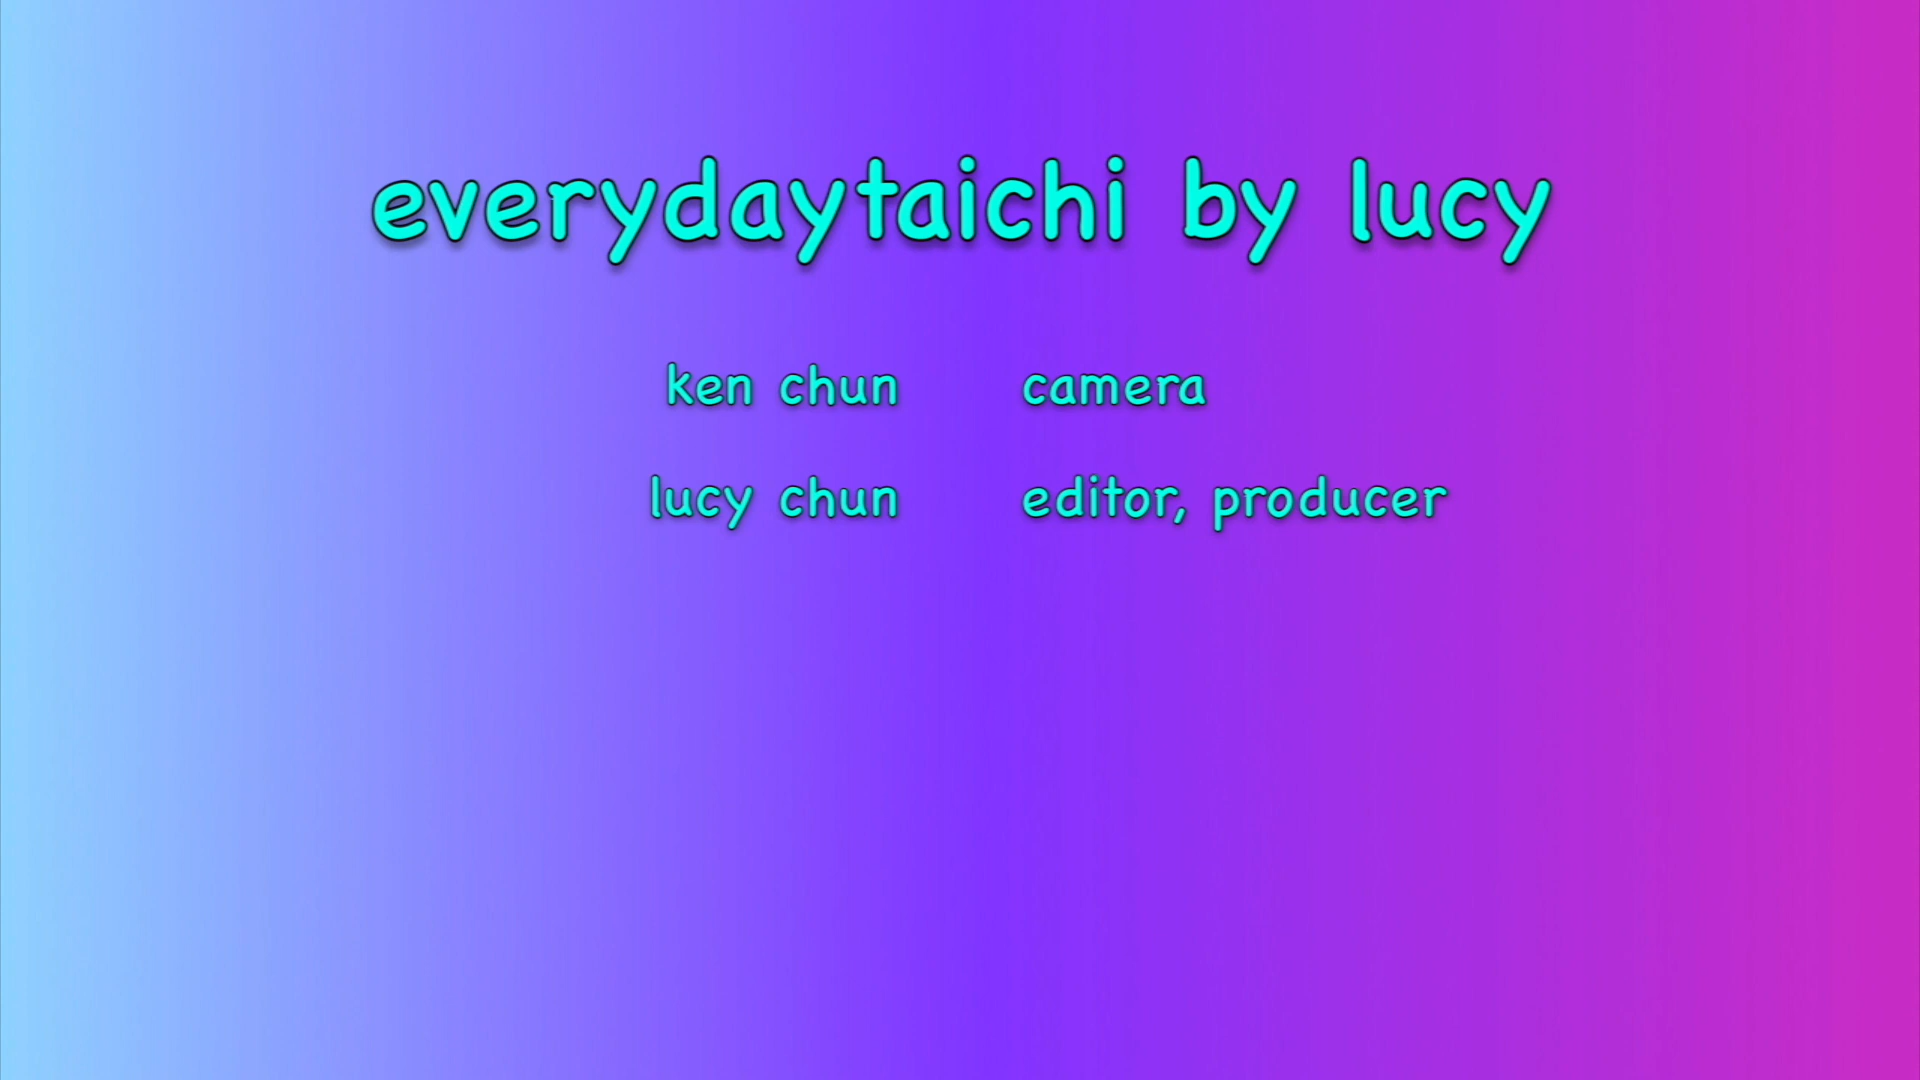 everydaytaichi by lucy
ken chun camera
lucy chun editor, producer